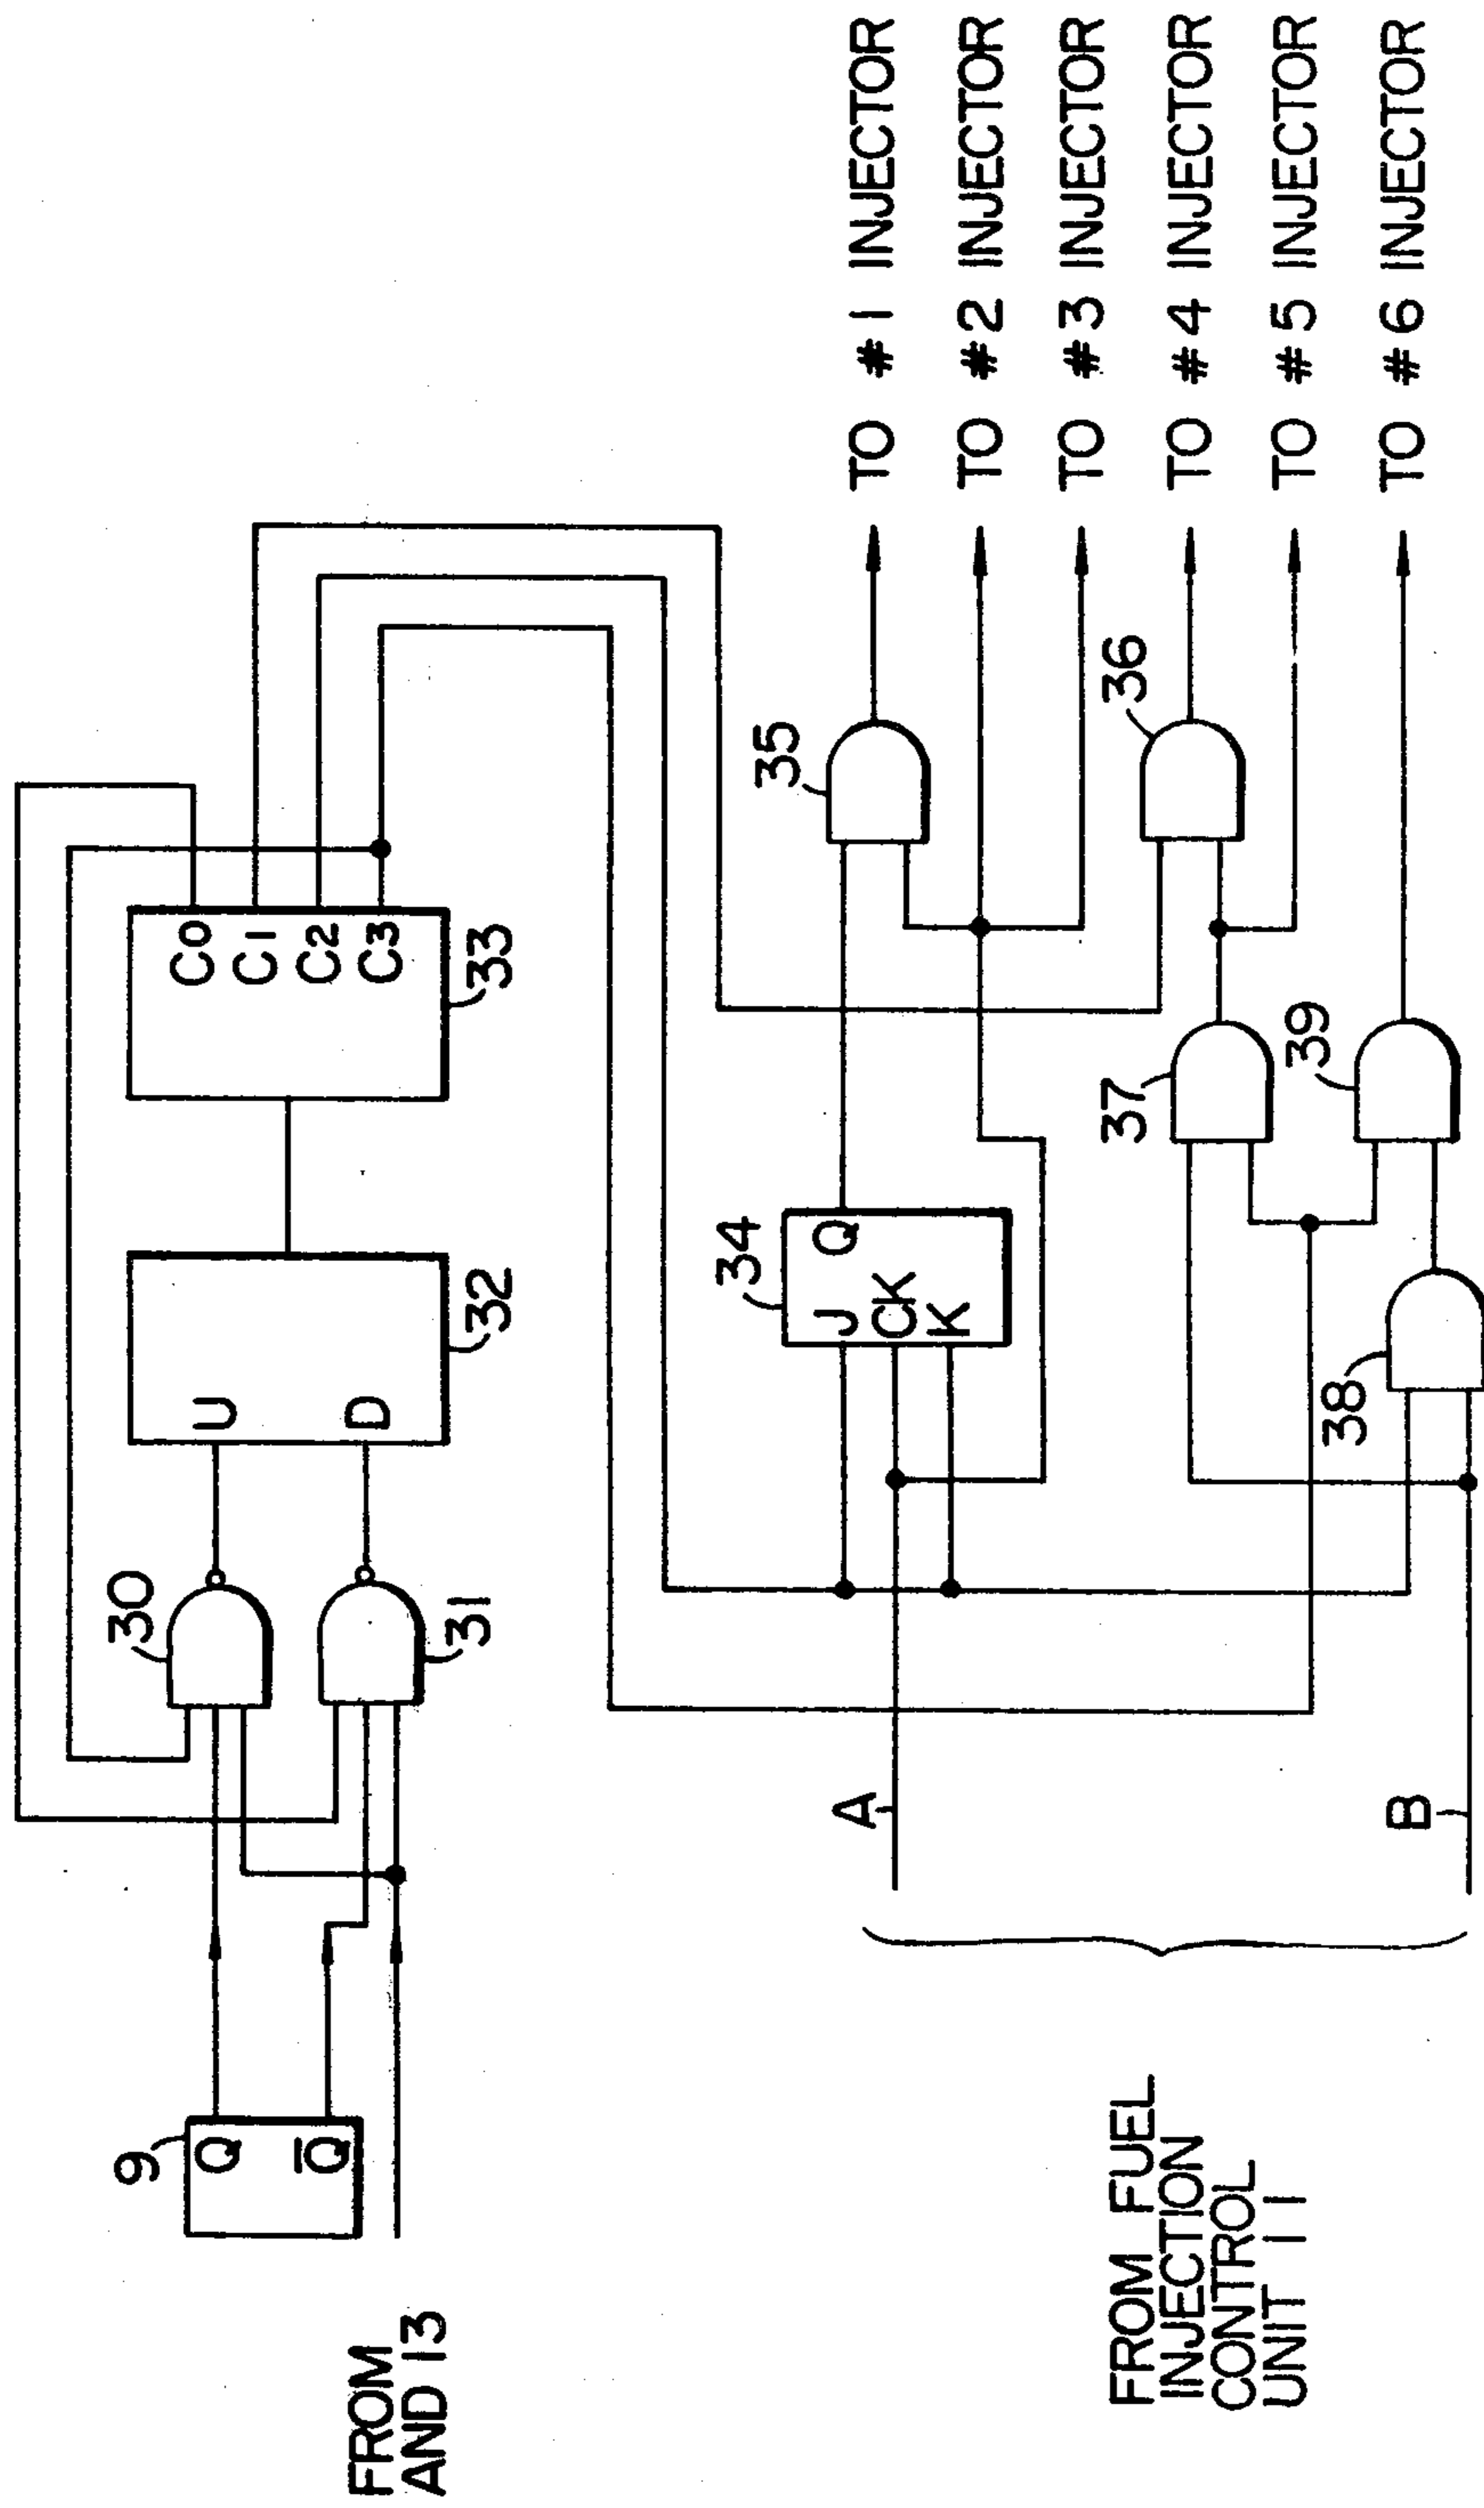 FROM
AND 13
9
Q
Q̅
30
31
U
D
32
C0
C1
C2
C3
33
FROM FUEL
INJECTION
CONTROL
UNIT 11
A
B
34
J
CK
K
Q
35
36
37
38
39
TO #1 INJECTOR
TO #2 INJECTOR
TO #3 INJECTOR
TO #4 INJECTOR
TO #5 INJECTOR
TO #6 INJECTOR